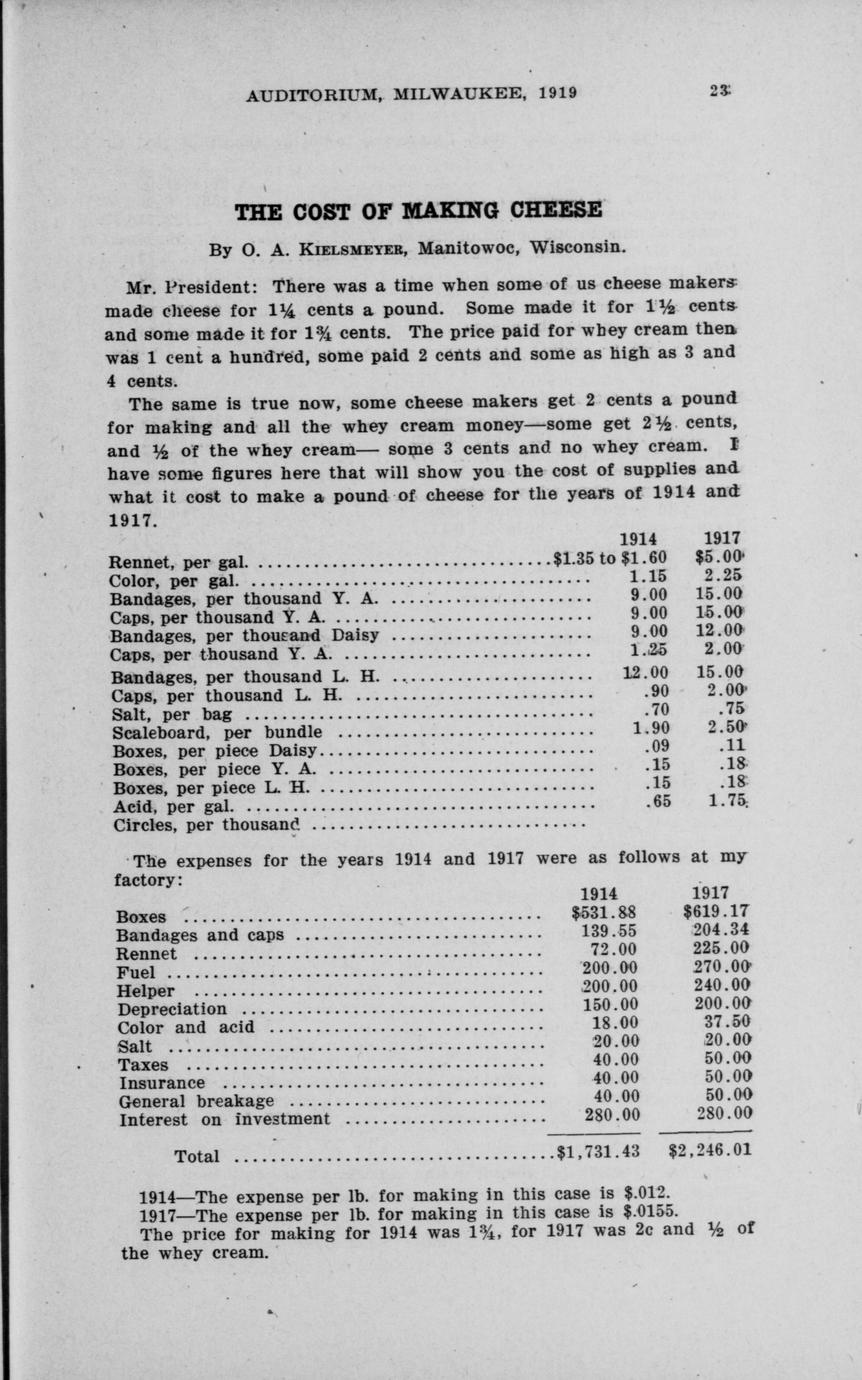 AUDITORIUM, MILWAUKEE, 1919 23
THE COST OF MAKING CHEESE
By O. A. KIELSMEYER, Manitowoc, Wisconsin.
Mr. President: There was a time when some of us cheese makers
made cheese for 1¼ cents a pound. Some made it for 1½ cents
and some made it for 1¾ cents. The price paid for whey cream then
was 1 cent a hundred, some paid 2 cents and some as high as 3 and
4 cents.
The same is true now, some cheese makers get 2 cents a pound
for making and all the whey cream money—some get 2½ cents,
and ½ of the whey cream— some 3 cents and no whey cream. I
have some figures here that will show you the cost of supplies and
what it cost to make a pound of cheese for the years of 1914 and
1917.
1914 1917
Rennet, per gal. ................................$1.35 to $1.60 $5.00
Color, per gal. ..................................... 1.15 2.25
Bandages, per thousand Y. A. ...................... 9.00 15.00
Caps, per thousand Y. A. ............................ 9.00 15.00
Bandages, per thousand Daisy ...................... 9.00 12.00
Caps, per thousand Y. A. ........................... 1.25 2.00
Bandages, per thousand L. H. ...................... 12.00 15.00
Caps, per thousand L. H. .......................... .90 2.00
Salt, per bag ...................................... .70 .75
Scaleboard, per bundle ............................ 1.90 2.50
Boxes, per piece Daisy.............................. .09 .11
Boxes, per piece Y. A. ............................. .15 .18
Boxes, per piece L. H. .............................. .15 .18
Acid, per gal. ...................................... .65 1.75
Circles, per thousand ..............................
The expenses for the years 1914 and 1917 were as follows at my
factory:
1914 1917
Boxes ....................................... $531.88 $619.17
Bandages and caps ........................... 139.55 204.34
Rennet ...................................... 72.00 225.00
Fuel ......................................... 200.00 270.00
Helper ...................................... 200.00 240.00
Depreciation ................................. 150.00 200.00
Color and acid .............................. 18.00 37.50
Salt ......................................... 20.00 20.00
Taxes ....................................... 40.00 50.00
Insurance ................................... 40.00 50.00
General breakage ............................ 40.00 50.00
Interest on investment ...................... 280.00 280.00
Total ...................................$1,731.43 $2,246.01
1914—The expense per lb. for making in this case is $.012.
1917—The expense per lb. for making in this case is $.0155.
The price for making for 1914 was 1¾, for 1917 was 2c and ½ of
the whey cream.